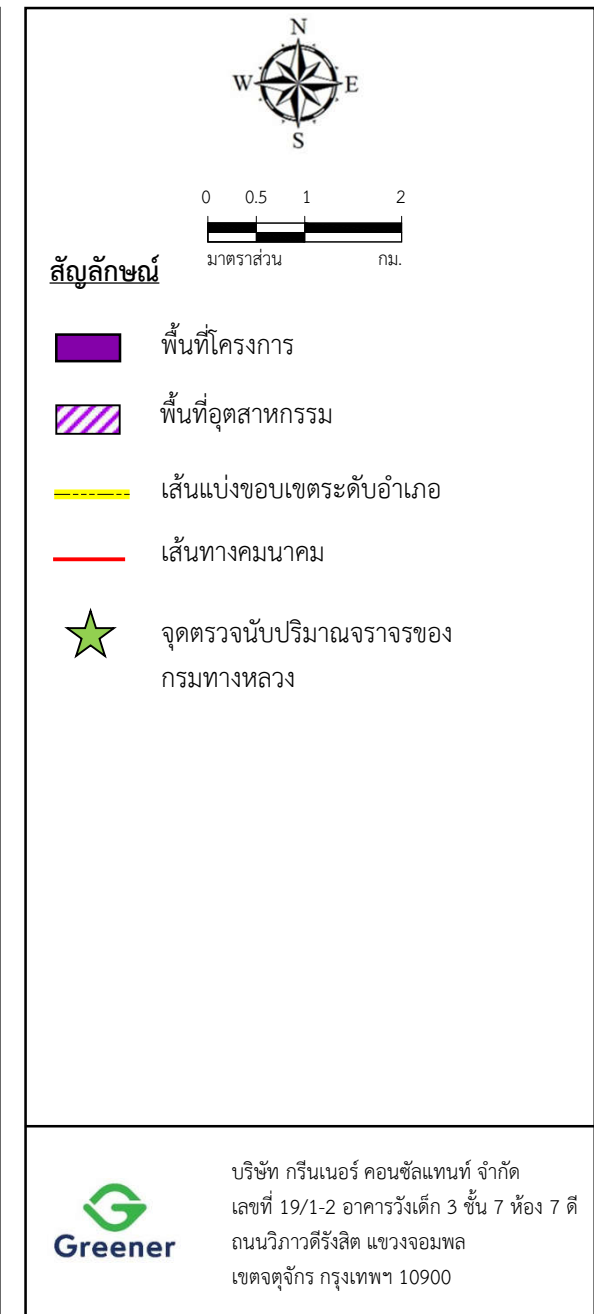 N
W E
S
0 0.5 1 2
มาตราส่วน กม.
สัญลักษณ์
พื้นที่โครงการ
พื้นที่อุตสาหกรรม
เส้นแบ่งขอบเขตระดับอำเภอ
เส้นทางคมนาคม
จุดตรวจนับปริมาณจราจรของ
กรมทางหลวง
Greener
บริษัท กรีนเนอร์ คอนซัลแทนท์ จำกัด
เลขที่ 19/1-2 อาคารวังเด็ก 3 ชั้น 7 ห้อง 7 ดี
ถนนวิภาวดีรังสิต แขวงจอมพล
เขตจตุจักร กรุงเทพฯ 10900